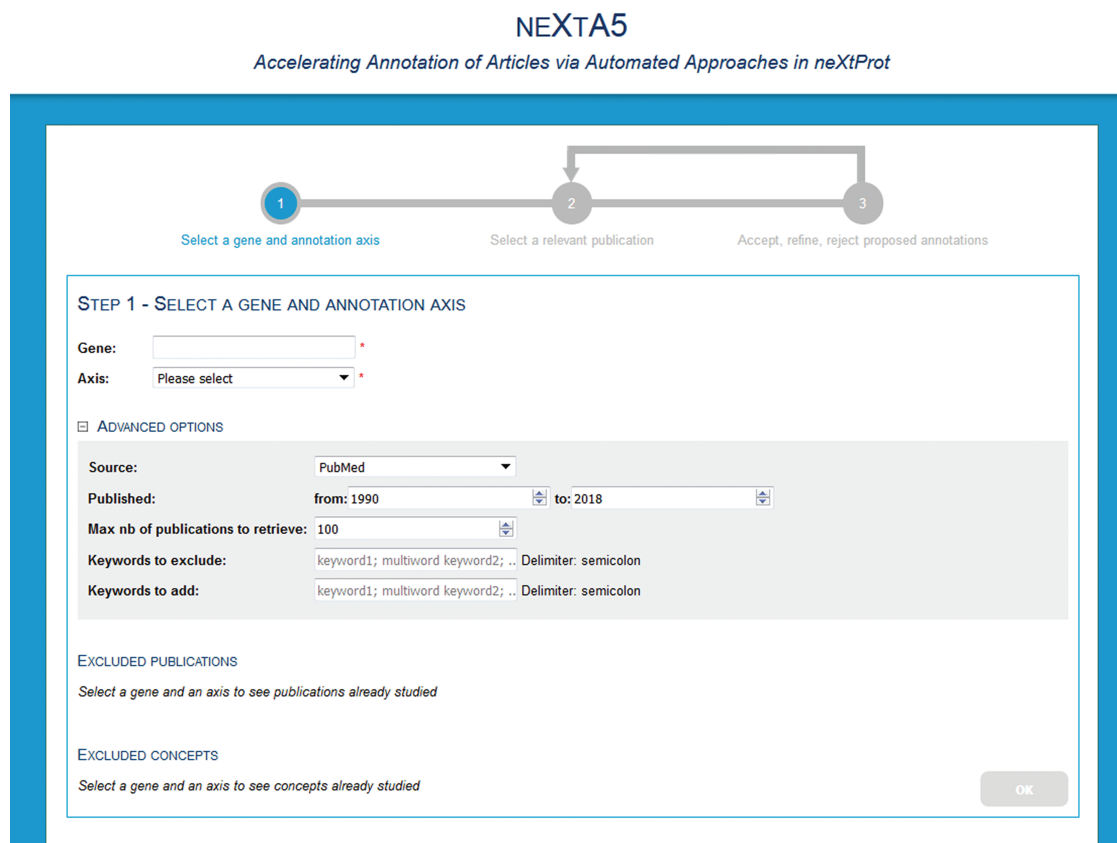 NEXTA5
Accelerating Annotation of Articles via Automated Approaches in neXtProt
1
2
3
Select a gene and annotation axis
Select a relevant publication
Accept, refine, reject proposed annotations
STEP 1 - SELECT A GENE AND ANNOTATION AXIS
Gene: *
Axis: Please select *
ADVANCED OPTIONS
Source: PubMed
Published: from: 1990 to: 2018
Max nb of publications to retrieve: 100
Keywords to exclude: keyword1; multiword keyword2; .. Delimiter: semicolon
Keywords to add: keyword1; multiword keyword2; .. Delimiter: semicolon
EXCLUDED PUBLICATIONS
Select a gene and an axis to see publications already studied
EXCLUDED CONCEPTS
Select a gene and an axis to see concepts already studied
OK